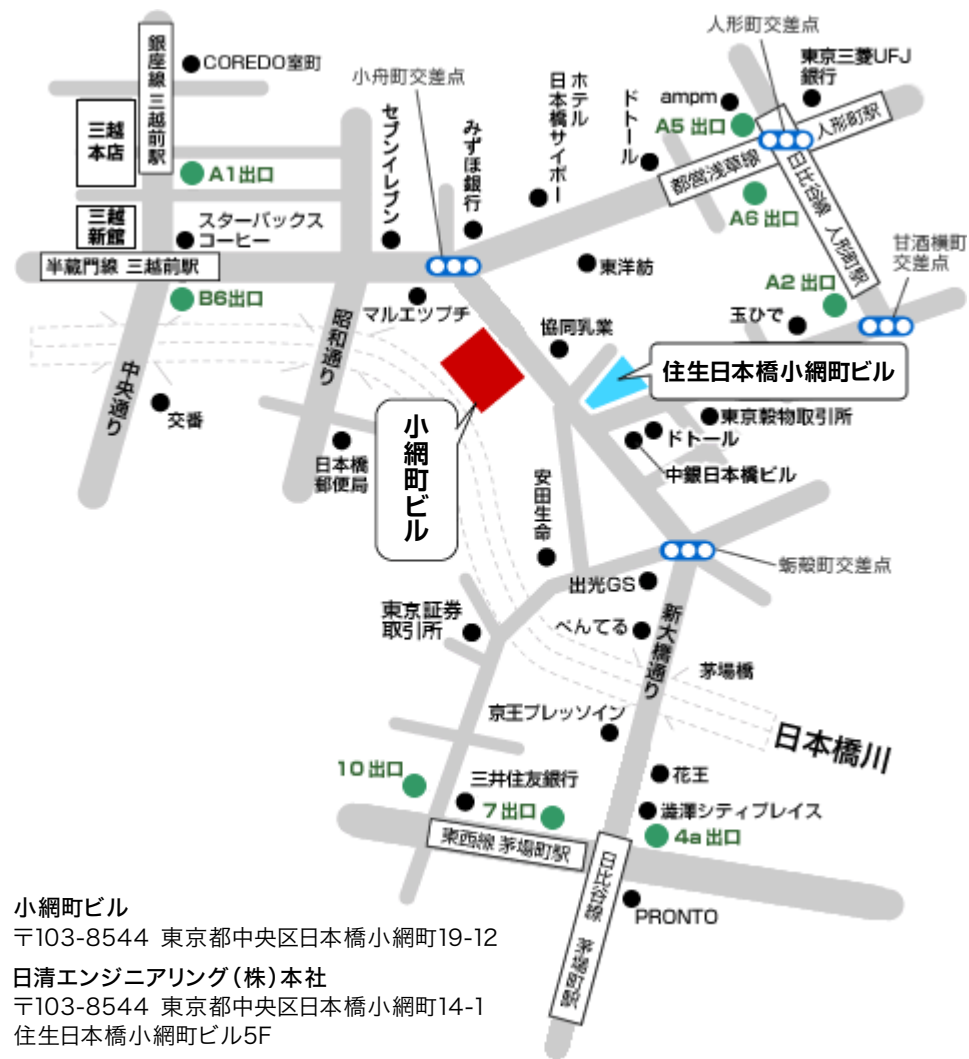 人形町交差点
銀座線 三越前駅
COREDO室町
小舟町交差点
東京三菱UFJ
銀行
ホテル
日本橋サイボー
ドトール
ampm
A5 出口
人形町駅
三越
本店
セブンイレブン
みずほ銀行
都営浅草線
日比谷線 人形町駅
A1出口
A6 出口
三越
新館
スターバックス
コーヒー
甘酒横町
交差点
半蔵門線 三越前駅
東洋紡
A2 出口
B6出口
マルエツプチ
玉ひで
協同乳業
昭和通り
住生日本橋小網町ビル
中央通り
交番
小網町ビル
東京穀物取引所
ドトール
日本橋
郵便局
中銀日本橋ビル
安田生命
蛎殻町交差点
出光GS
東京証券
取引所
ぺんてる
新大橋通り
茅場橋
京王プレッソイン
日本橋川
10 出口
三井住友銀行
花王
7 出口
澁澤シティプレイス
東西線 茅場町駅
4a 出口
日比谷線 茅場町駅
PRONTO
小網町ビル
〒103-8544 東京都中央区日本橋小網町19-12
日清エンジニアリング(株)本社
〒103-8544 東京都中央区日本橋小網町14-1
住生日本橋小網町ビル5F